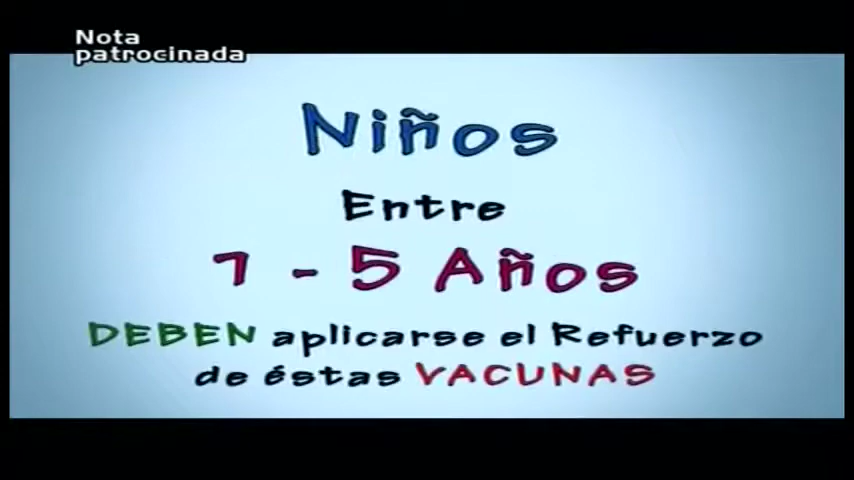 Nota
patrocinada
Niños
Entre
1 - 5 Años
DEBEN aplicarse el Refuerzo
de éstas VACUNAS